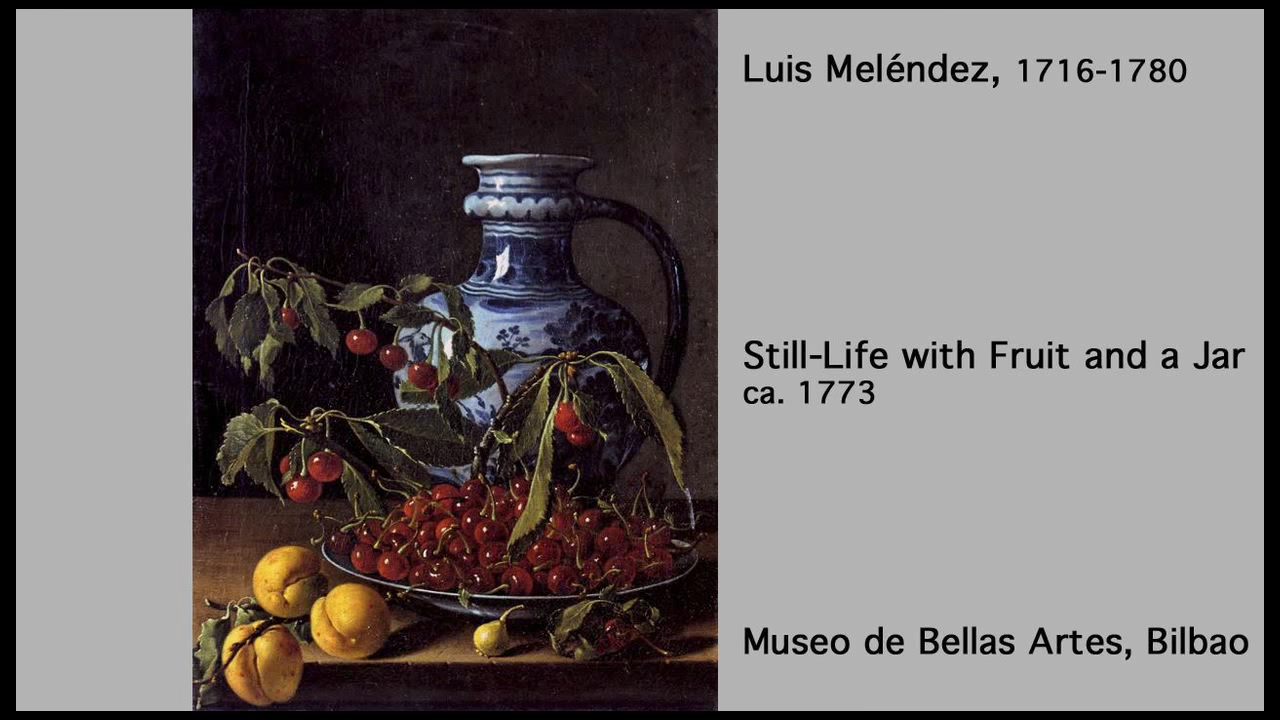 Luis Meléndez, 1716-1780
Still-Life with Fruit and a Jar
ca. 1773
Museo de Bellas Artes, Bilbao